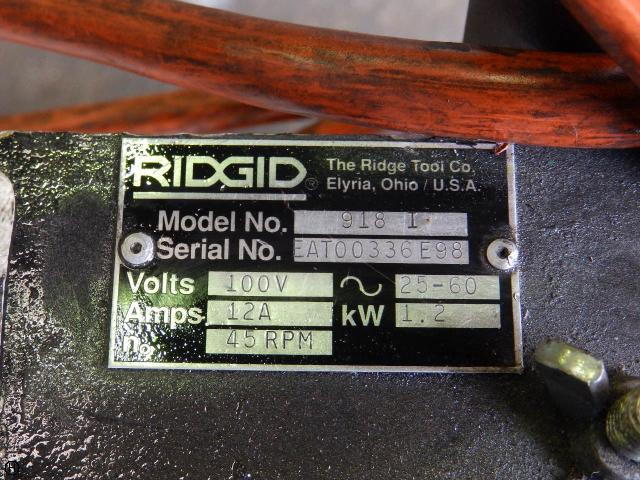 RIDGID® The Ridge Tool Co.
Elyria, Ohio / U.S.A.
Model No. 918 I
Serial No. EAT00336E98
Volts 100V ~ 25-60
Amps. 12A kW 1.2
no. 45 RPM